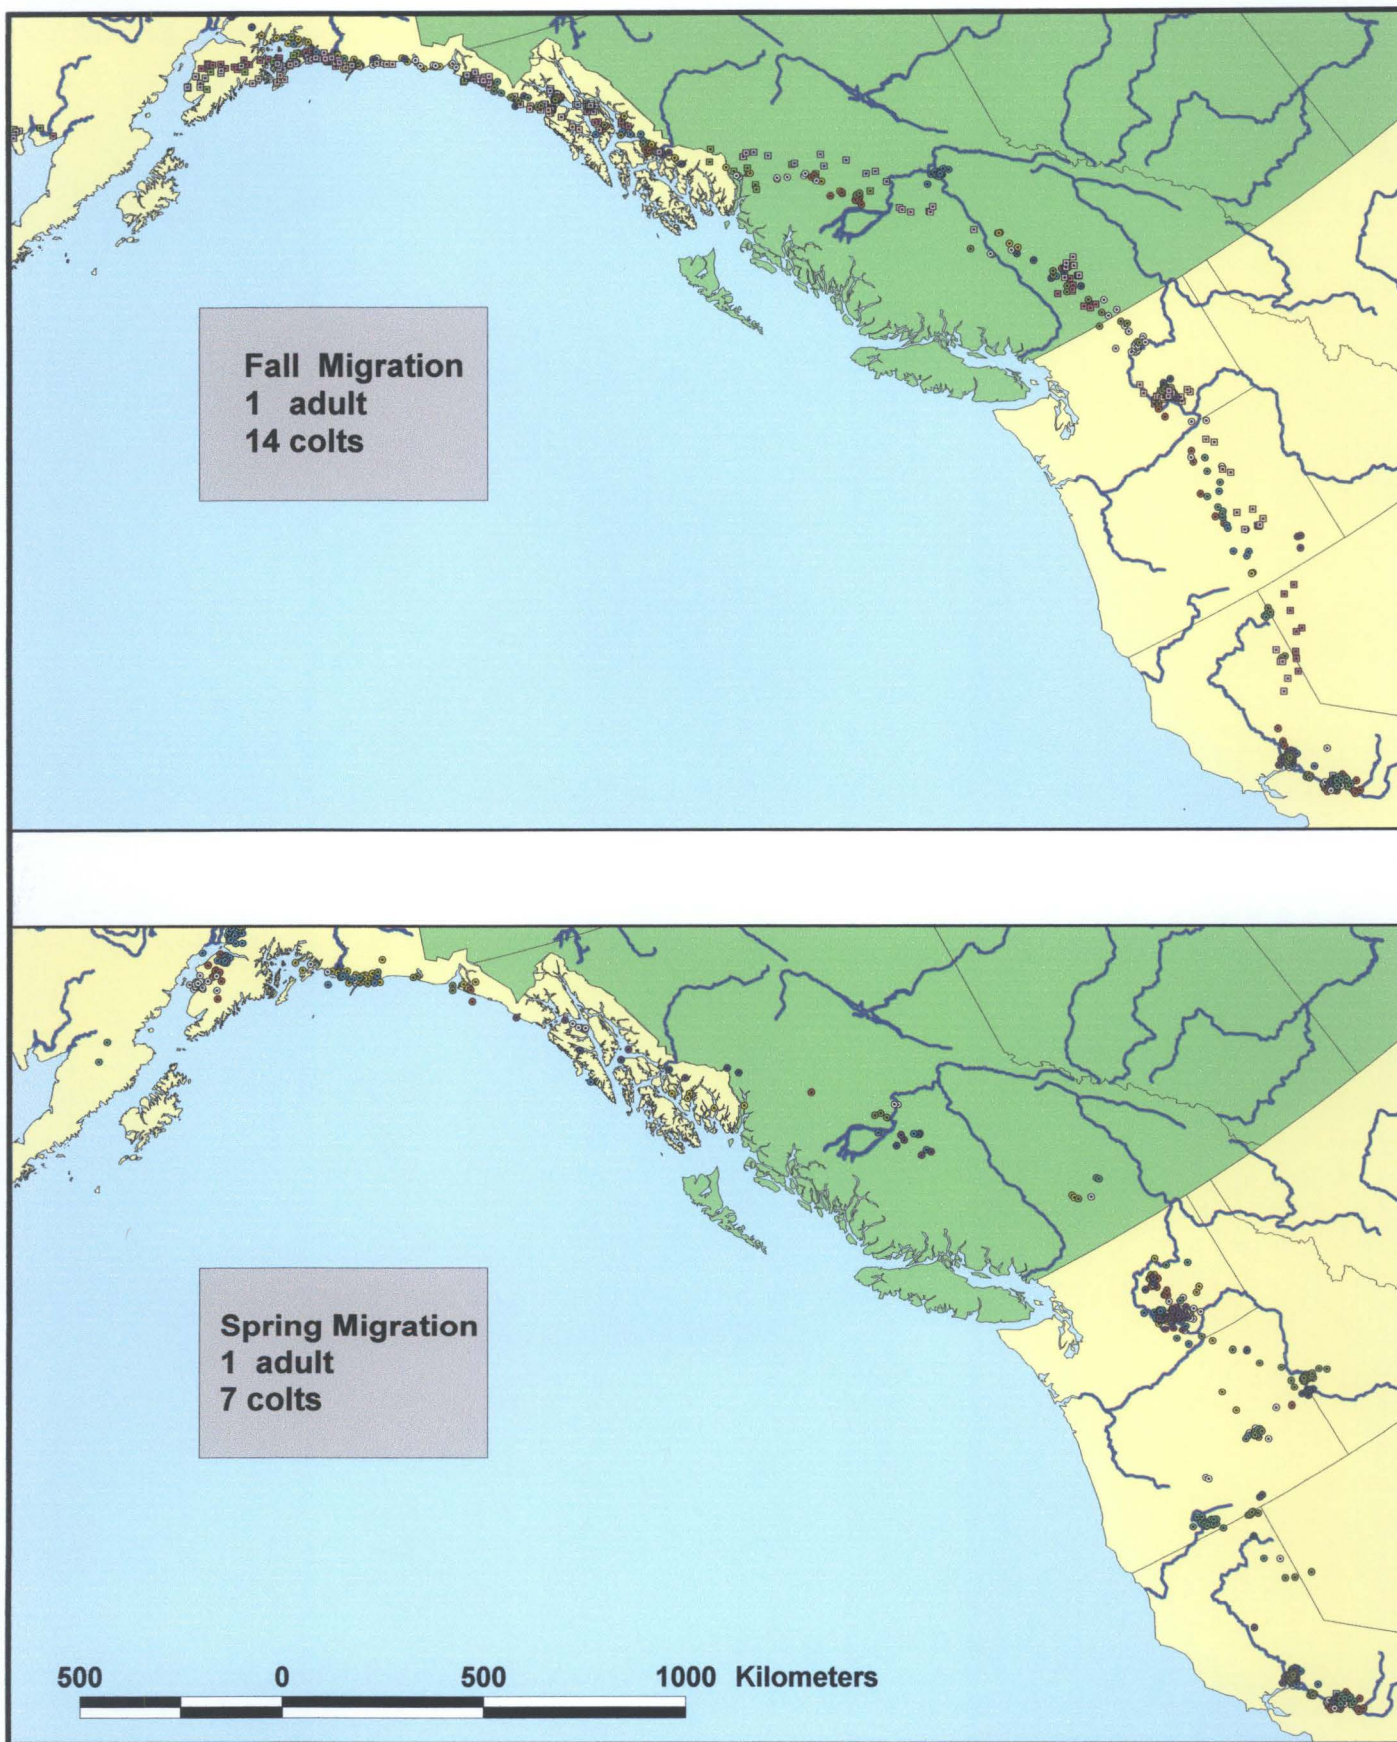 Fall Migration
1 adult
14 colts
Spring Migration
1 adult
7 colts
500 0 500 1000 Kilometers